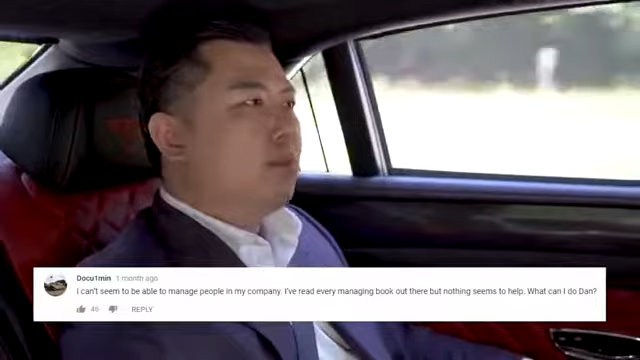 Docu1min 1 month ago
I can't seem to be able to manage people in my company. I've read every managing book out there but nothing seems to help. What can I do Dan?
46 REPLY